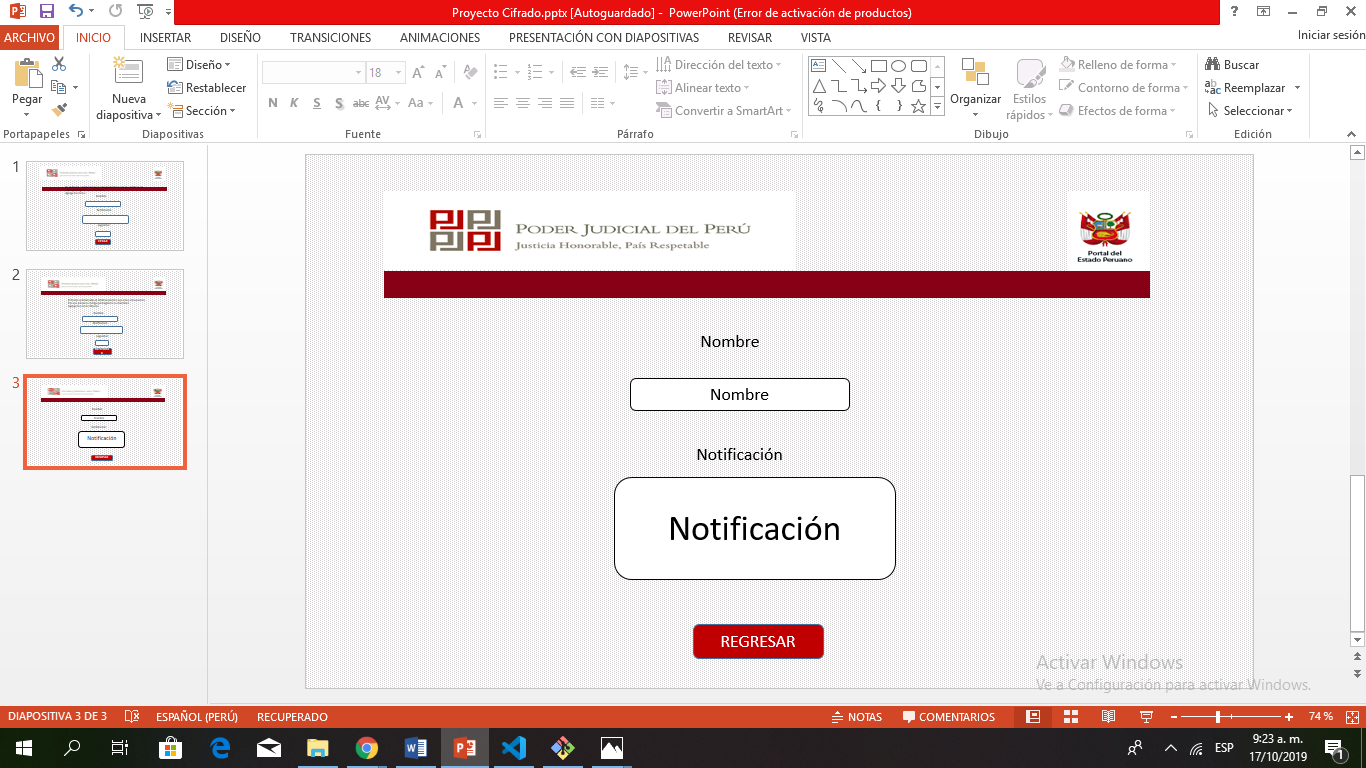 Proyecto Cifrado.pptx [Autoguardado] - PowerPoint (Error de activación de productos)
ARCHIVO INICIO INSERTAR DISEÑO TRANSICIONES ANIMACIONES PRESENTACIÓN CON DIAPOSITIVAS REVISAR VISTA Iniciar sesión
Pegar
Nueva diapositiva
Diseño
Restablecer
Sección
18
N K S S abc AV Aa A
Dirección del texto
Alinear texto
Convertir a SmartArt
Organizar
Estilos rápidos
Relleno de forma
Contorno de forma
Efectos de forma
Buscar
Reemplazar
Seleccionar
Portapapeles Diapositivas Fuente Párrafo Dibujo Edición
1
2
3
Notificación
PODER JUDICIAL DEL PERÚ
Justicia Honorable, País Respetable
Portal del
Estado Peruano
Nombre
Nombre
Notificación
Notificación
REGRESAR
Activar Windows
Ve a Configuración para activar Windows.
DIAPOSITIVA 3 DE 3 ESPAÑOL (PERÚ) RECUPERADO NOTAS COMENTARIOS 74 %
ESP
9:23 a. m.
17/10/2019
1